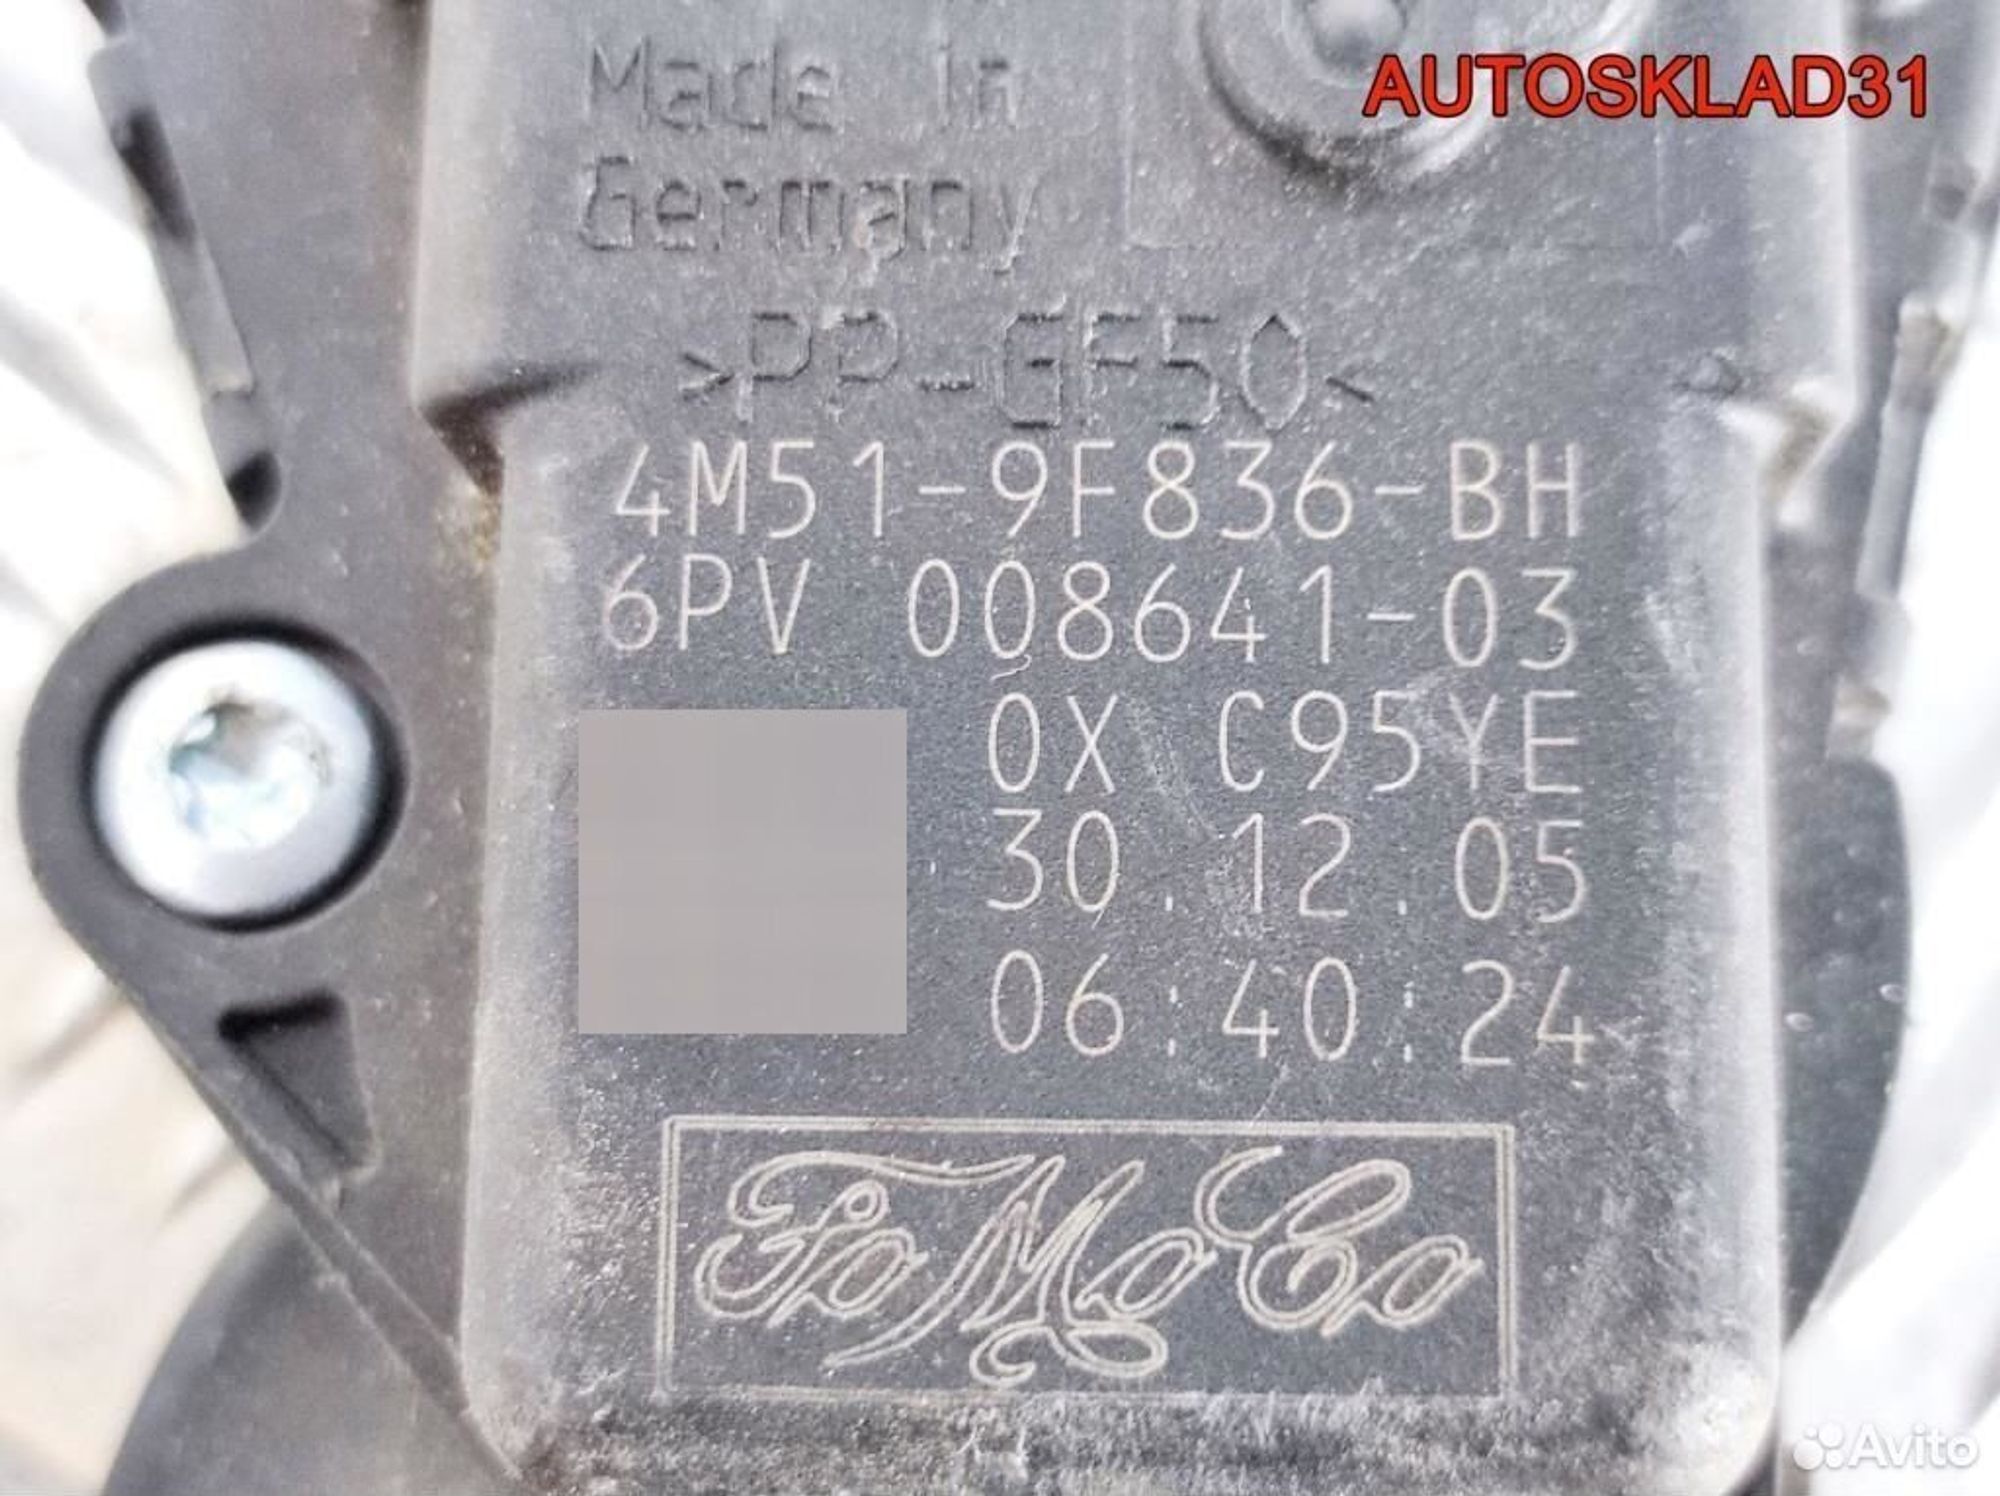 AUTOSKLAD31
Made in
Germany
>PP-GF50<
4M51-9F836-BH
6PV 008641-03
0X C95YE
30.12.05
06:40:24
FoMoCo
Avito